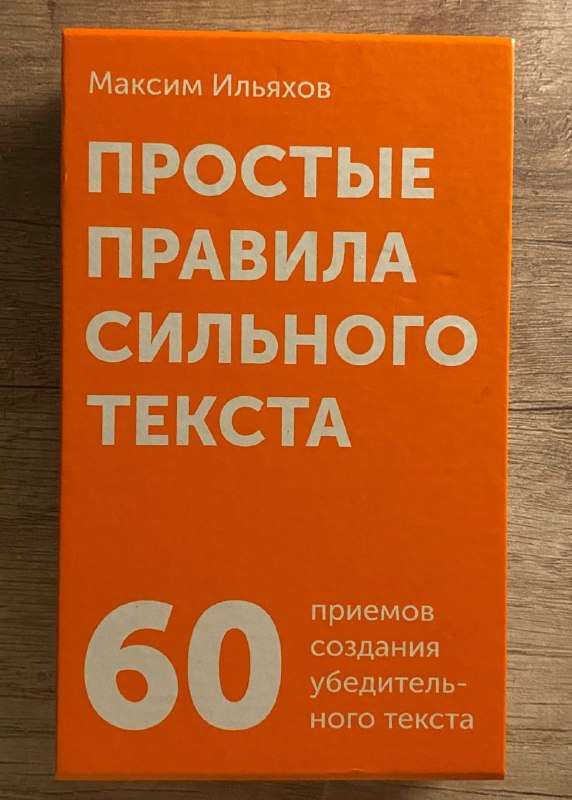 Максим Ильяхов
ПРОСТЫЕ
ПРАВИЛА
СИЛЬНОГО
ТЕКСТА
60
приемов
создания
убедитель-
ного текста